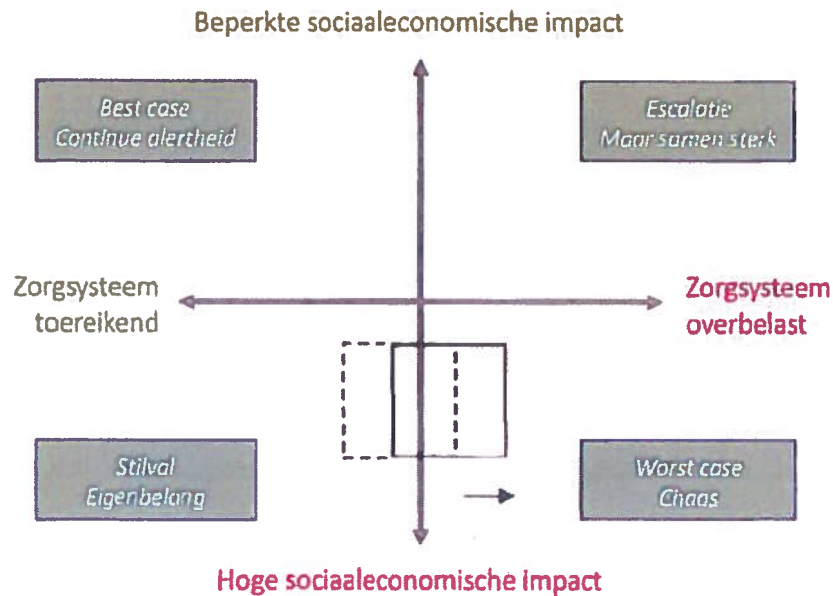 Beperkte sociaaleconomische impact
Best case
Continue alertheid
Escalatie
Maar samen sterk
Zorgsysteem
toereikend
Zorgsysteem
overbelast
Stilval
Eigenbelang
Worst case
Chaos
Hoge sociaaleconomische impact